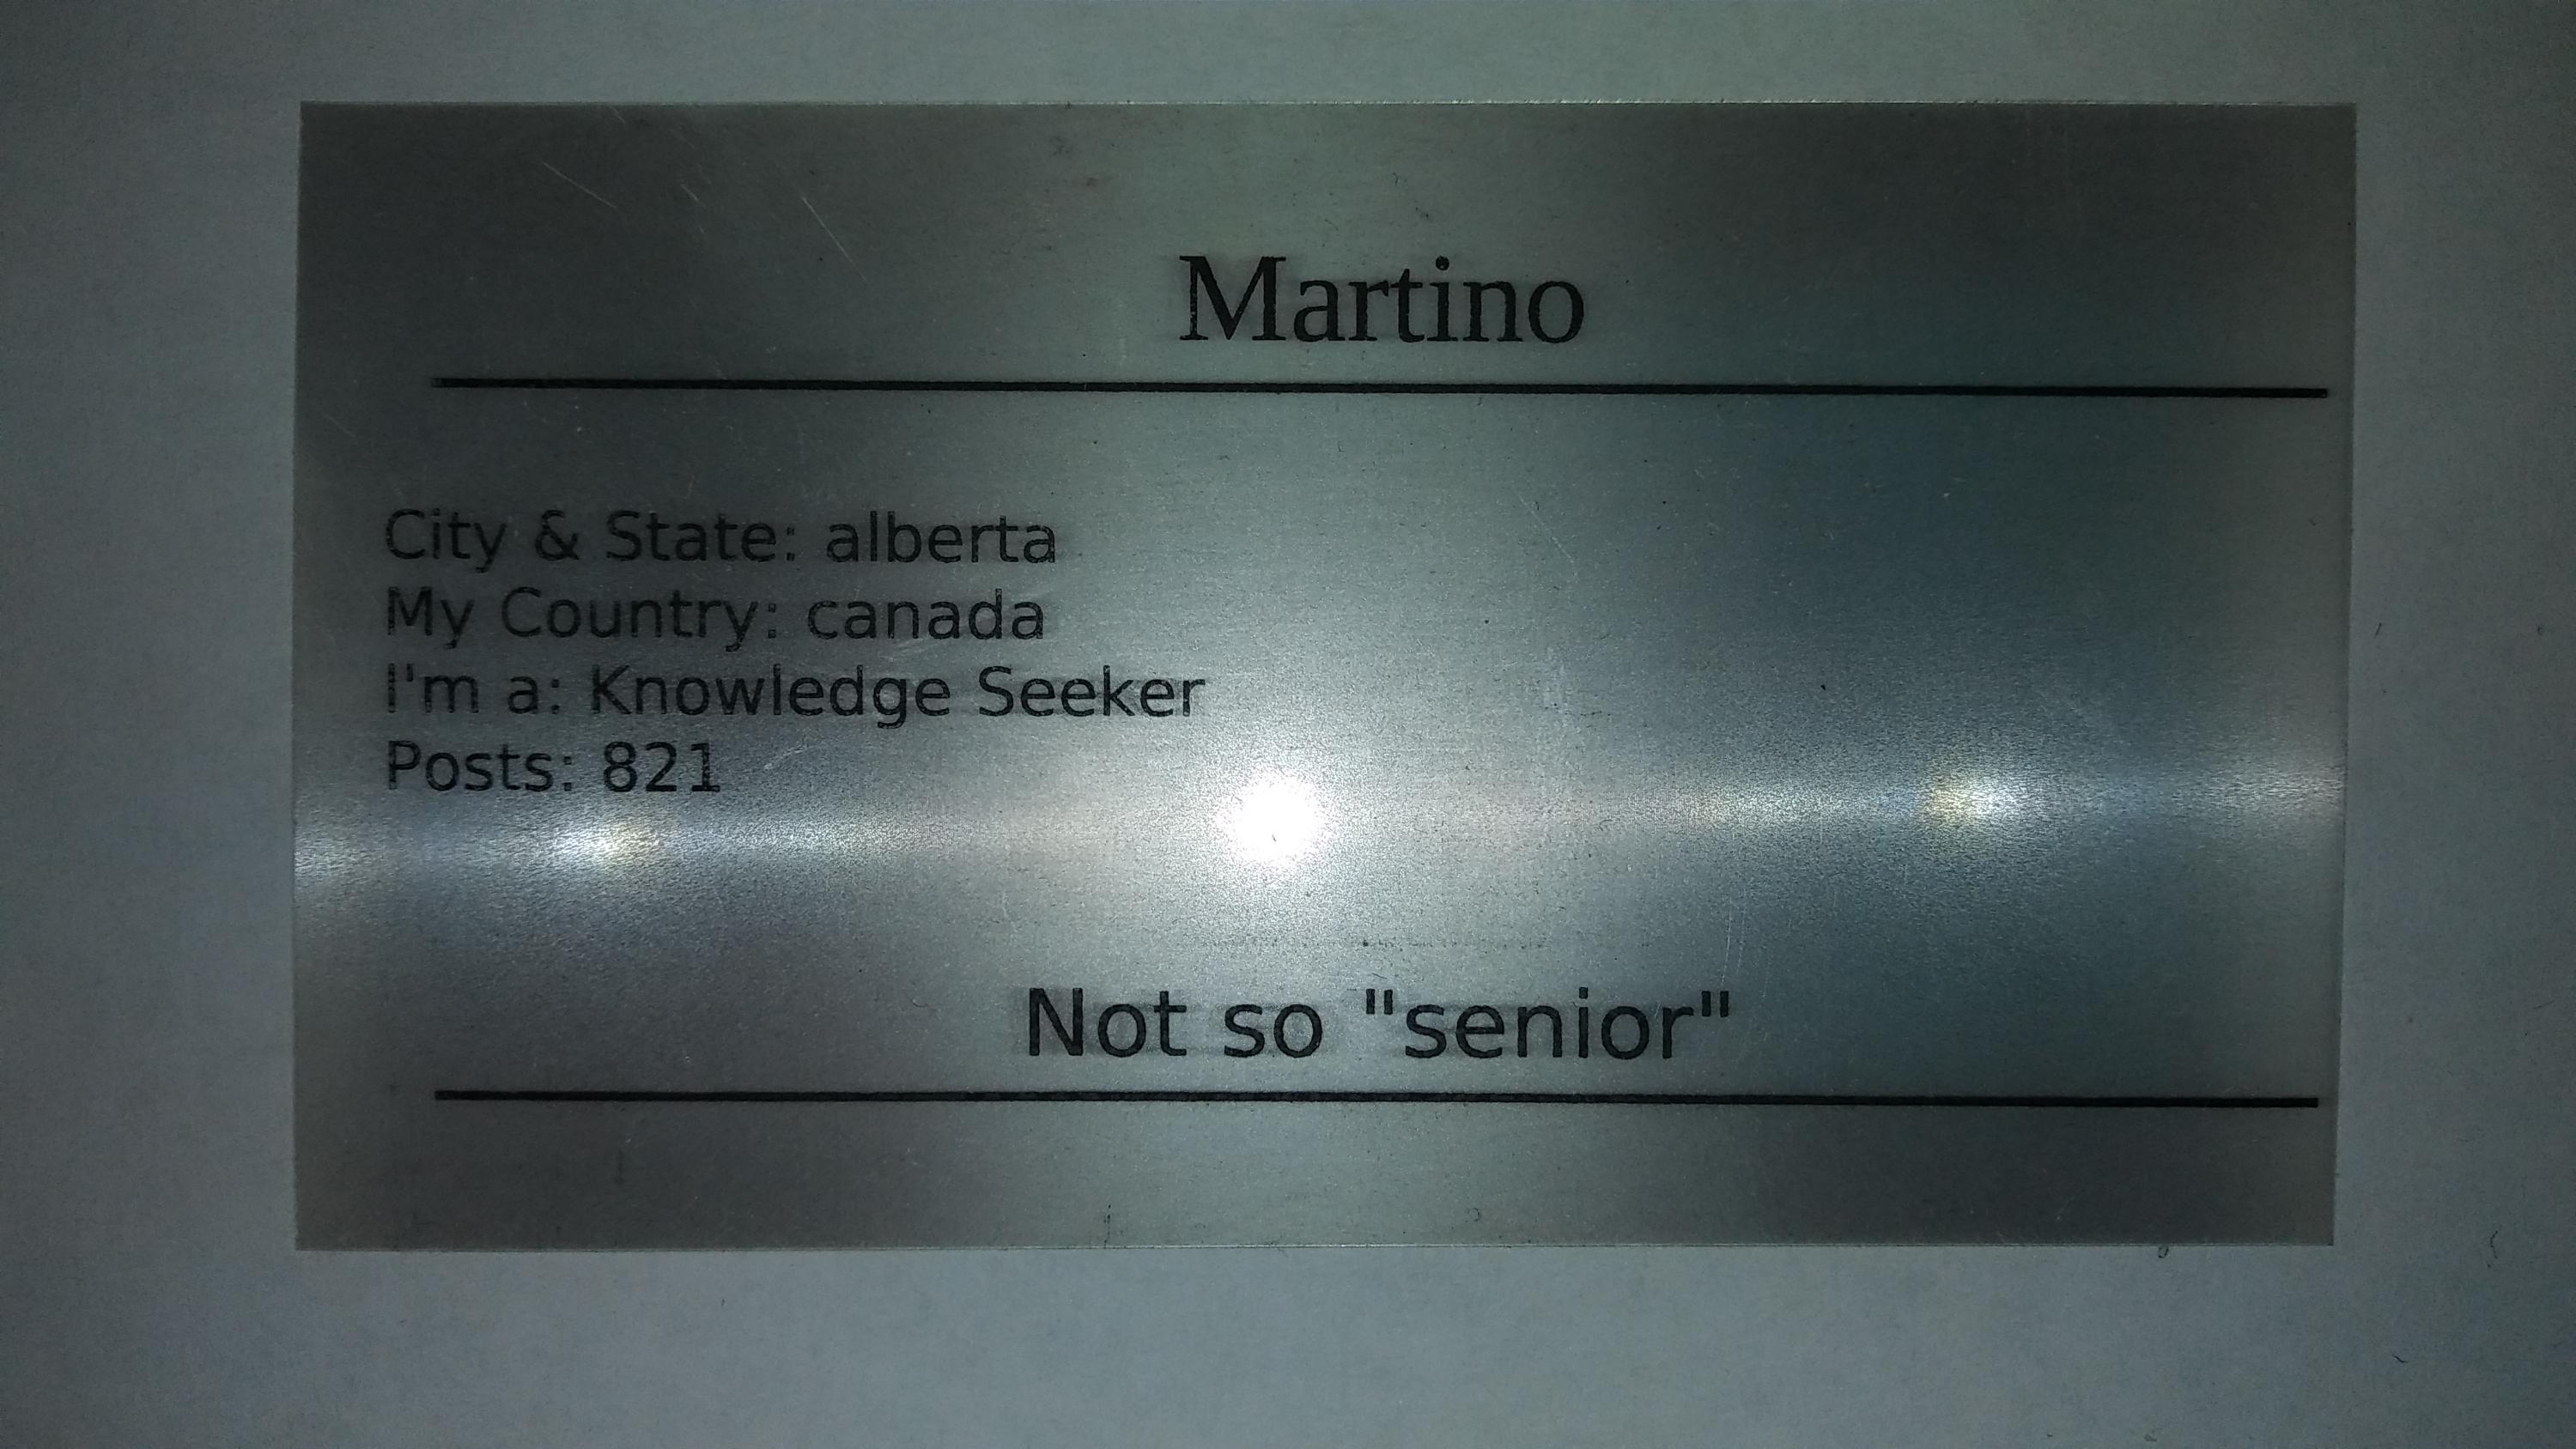 Martino
City & State: alberta
My Country: canada
I'm a: Knowledge Seeker
Posts: 821
Not so "senior"